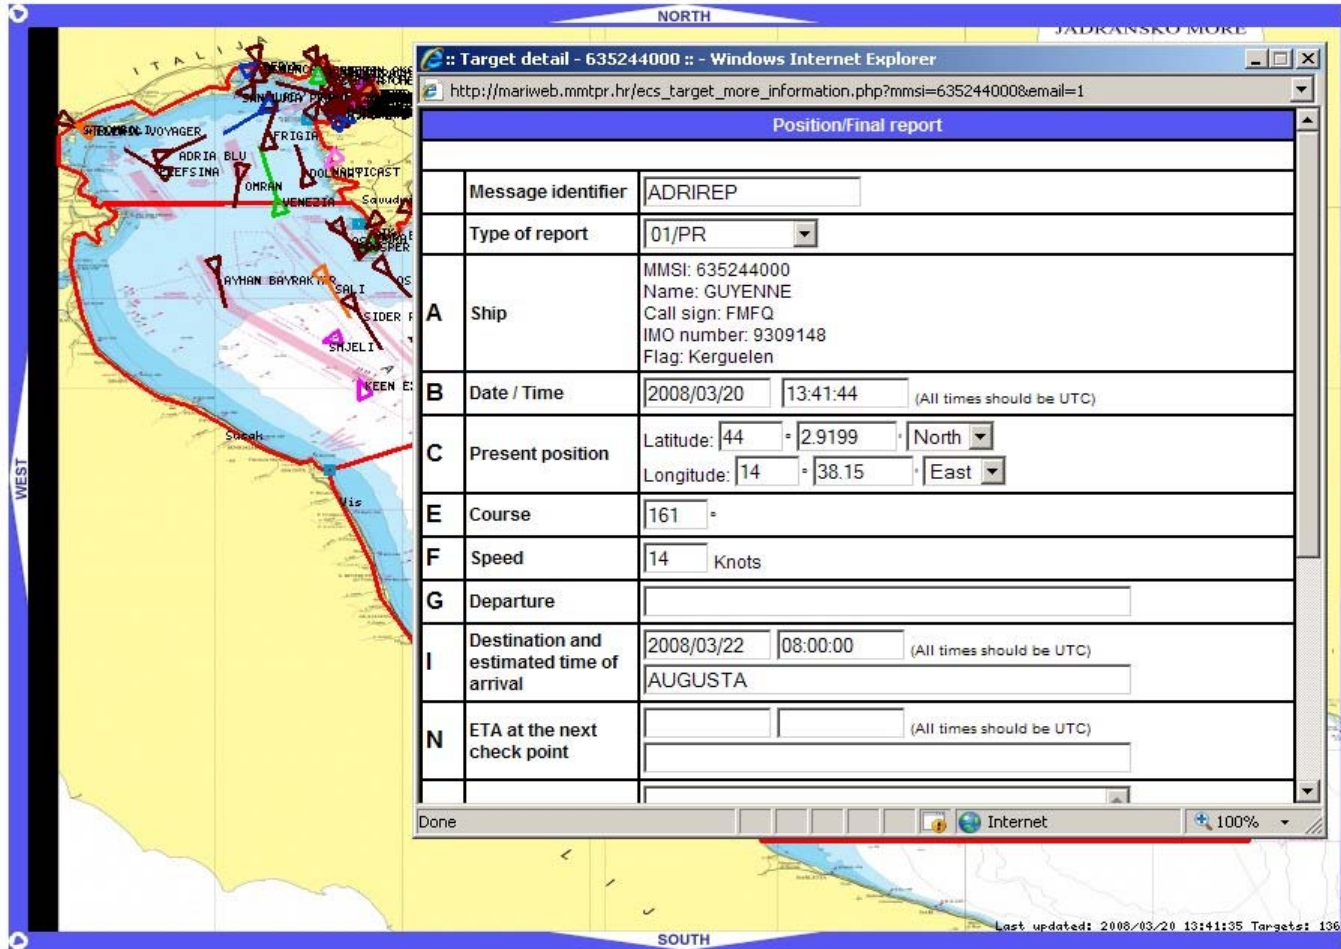 NORTH
JADRANSKO MORE
ITALIJA
VOYAGER
ADRIA BLU
OMRAN
FRIGIA
VENEZIA
AYHAN BAYRAKTAR
SALI
SIDER
SMJELI
KEEN
Susak
Vis
WEST
:: Target detail - 635244000 :: - Windows Internet Explorer
http://mariweb.mmtpr.hr/ecs_target_more_information.php?mmsi=635244000&email=1
Position/Final report
Message identifier ADRIREP
Type of report 01/PR
A Ship
MMSI: 635244000
Name: GUYENNE
Call sign: FMFQ
IMO number: 9309148
Flag: Kerguelen
B Date / Time 2008/03/20 13:41:44 (All times should be UTC)
C Present position
Latitude: 44 ° 2.9199 ' North
Longitude: 14 ° 38.15 ' East
E Course 161 °
F Speed 14 Knots
G Departure
I Destination and estimated time of arrival
2008/03/22 08:00:00 (All times should be UTC)
AUGUSTA
N ETA at the next check point
(All times should be UTC)
Done Internet 100%
Last updated: 2008/03/20 13:41:35 Targets: 136
SOUTH